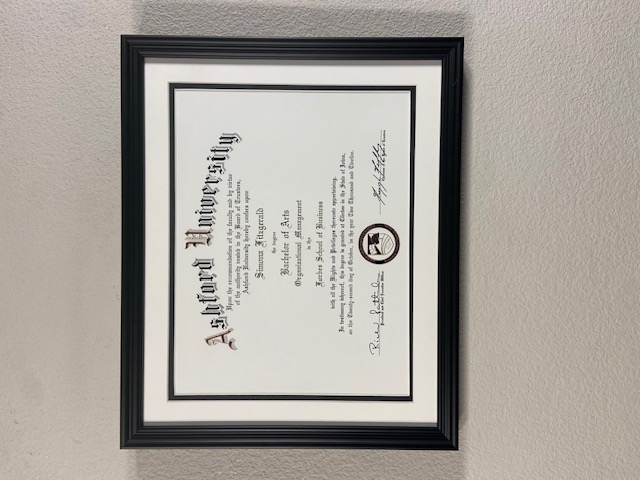 Ashford University
Upon the recommendation of the faculty and by virtue
of the authority vested in the Board of Trustees,
Ashford University hereby confers upon
Simona Fitzgerald
the degree
Bachelor of Arts
Organizational Management
in the
Forbes School of Business
with all the Rights and Privileges thereunto appertaining.
In testimony whereof, this degree is granted at Clinton in the State of Iowa,
on the Twenty-second day of October, in the year Two Thousand and Twelve.